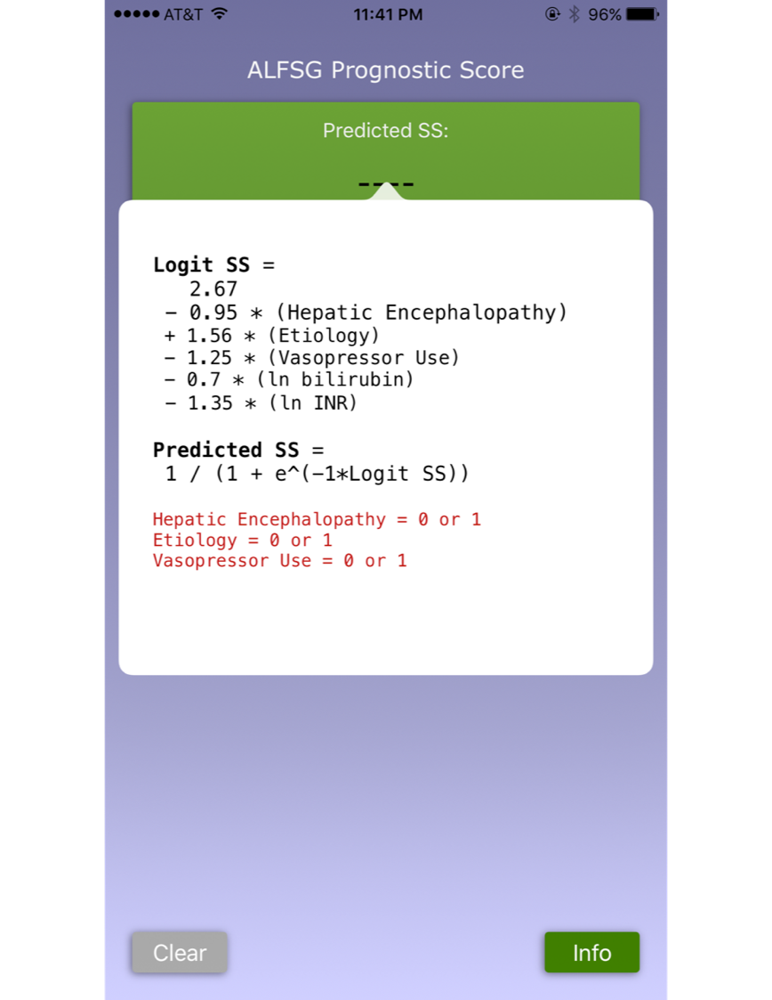 AT&T 11:41 PM 96%
ALFSG Prognostic Score
Predicted SS:
----
Logit SS =
2.67
− 0.95 * (Hepatic Encephalopathy)
+ 1.56 * (Etiology)
− 1.25 * (Vasopressor Use)
− 0.7 * (ln bilirubin)
− 1.35 * (ln INR)
Predicted SS =
1 / (1 + e^(−1*Logit SS))
Hepatic Encephalopathy = 0 or 1
Etiology = 0 or 1
Vasopressor Use = 0 or 1
Clear Info